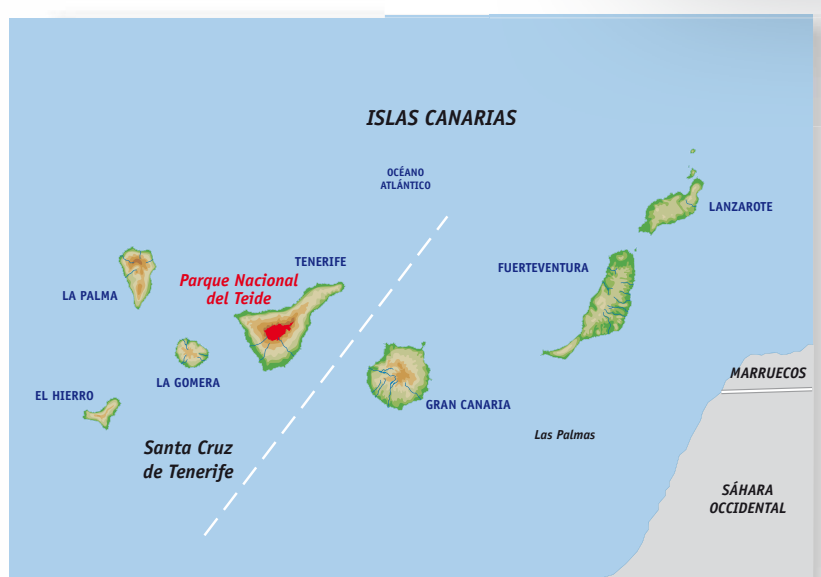 ISLAS CANARIAS
OCÉANO
ATLÁNTICO
LANZAROTE
TENERIFE
FUERTEVENTURA
Parque Nacional
del Teide
LA PALMA
MARRUECOS
LA GOMERA
EL HIERRO
GRAN CANARIA
Las Palmas
Santa Cruz
de Tenerife
SÁHARA
OCCIDENTAL